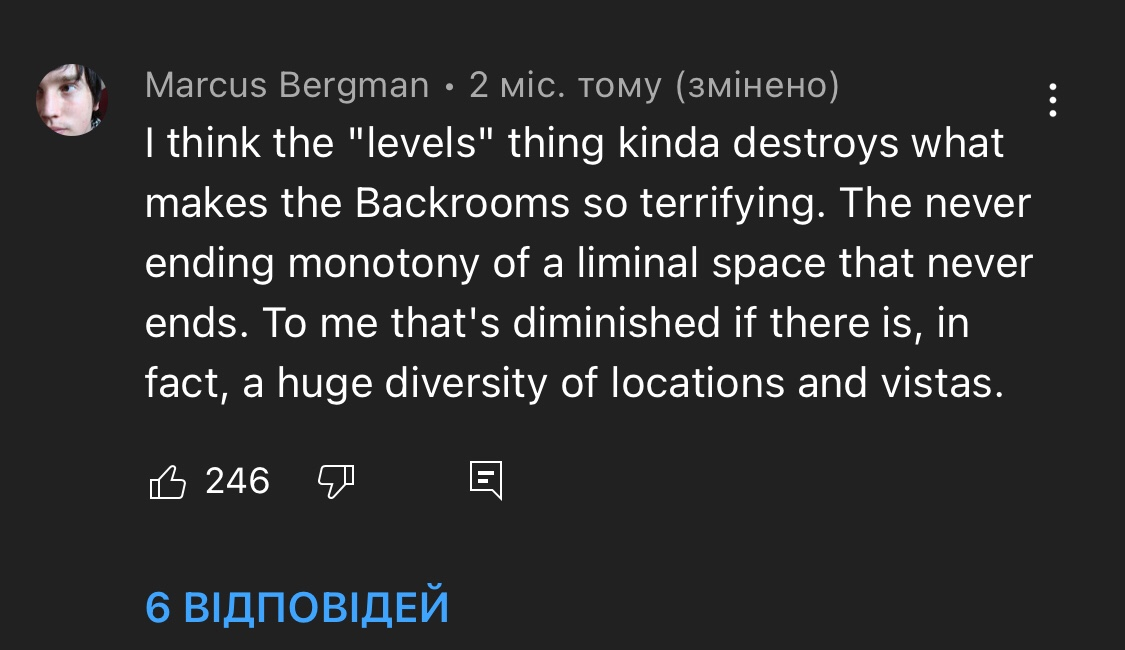 Marcus Bergman • 2 міс. тому (змінено)
I think the "levels" thing kinda destroys what
makes the Backrooms so terrifying. The never
ending monotony of a liminal space that never
ends. To me that's diminished if there is, in
fact, a huge diversity of locations and vistas.
246
6 ВІДПОВІДЕЙ